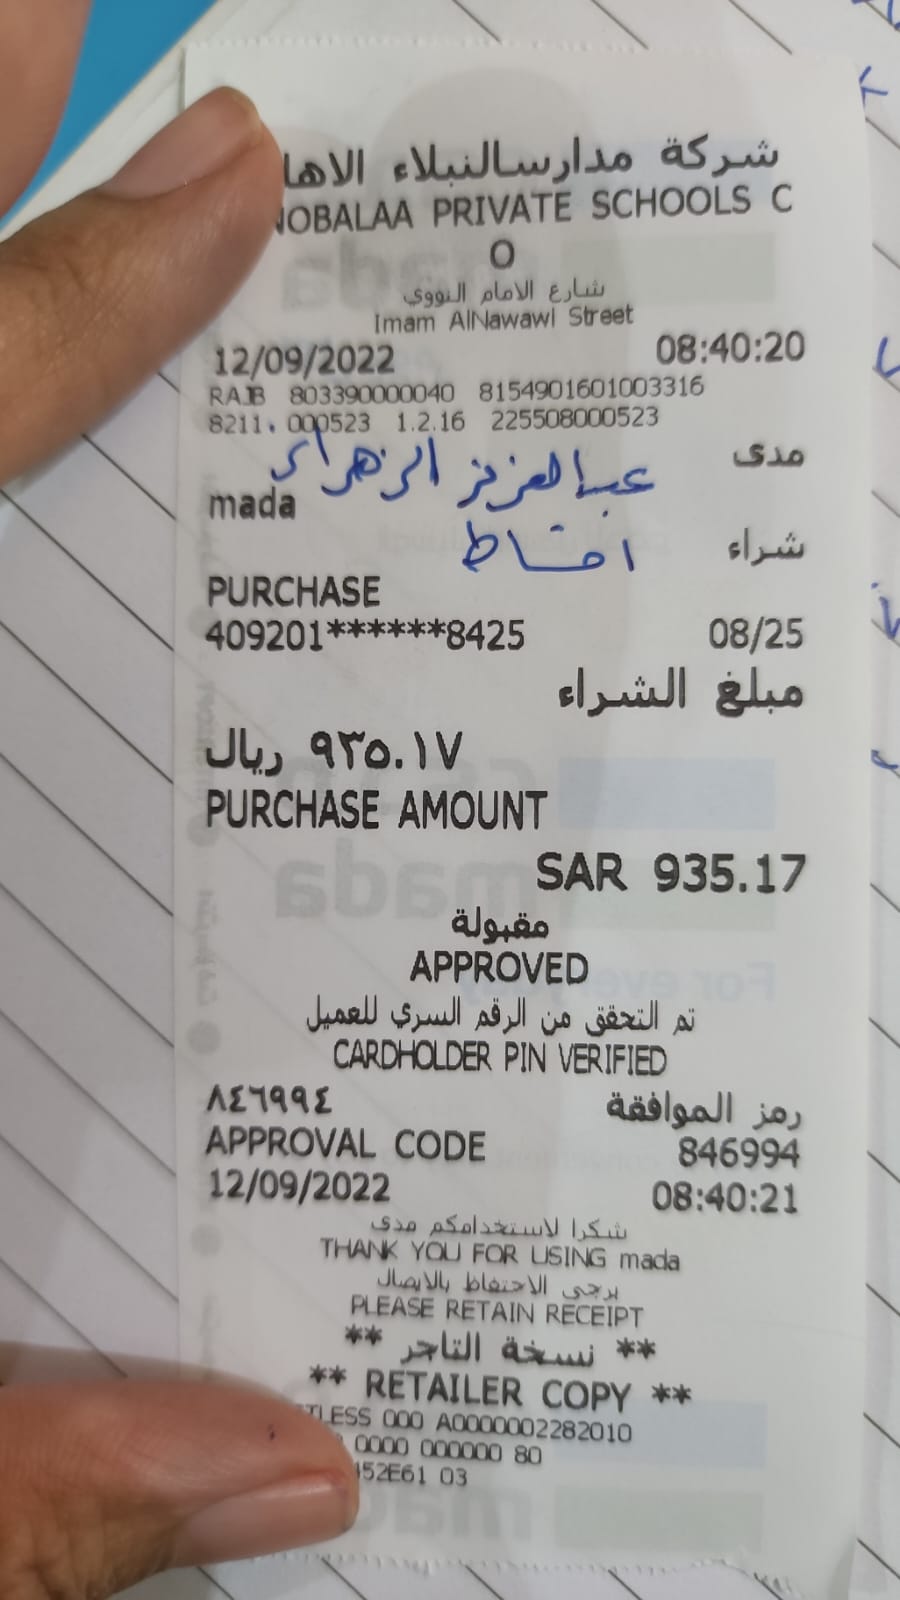 شركة مدارسالنبلاء الاها
NOBALAA PRIVATE SCHOOLS C
O
شارع الامام النووي
Imam AlNawawi Street
12/09/2022 08:40:20
RAJB 803390000040 8154901601003316
8211. 000523 1.2.16 225508000523
مدى
عبدالعزيز الزهراني
mada
اقساط
شراء
PURCHASE
409201******8425 08/25
مبلغ الشراء
٩٣٥.١٧ ريال
PURCHASE AMOUNT
SAR 935.17
مقبولة
APPROVED
تم التحقق من الرقم السري للعميل
CARDHOLDER PIN VERIFIED
رمز الموافقة ٨٤٦٩٩٤
APPROVAL CODE 846994
12/09/2022 08:40:21
شكرا لاستخدامكم مدى
THANK YOU FOR USING mada
يرجى الاحتفاظ بالايصال
PLEASE RETAIN RECEIPT
** نسخة التاجر **
** RETAILER COPY **
TLESS 000 A0000002282010
0000 000000 80
452E61 03